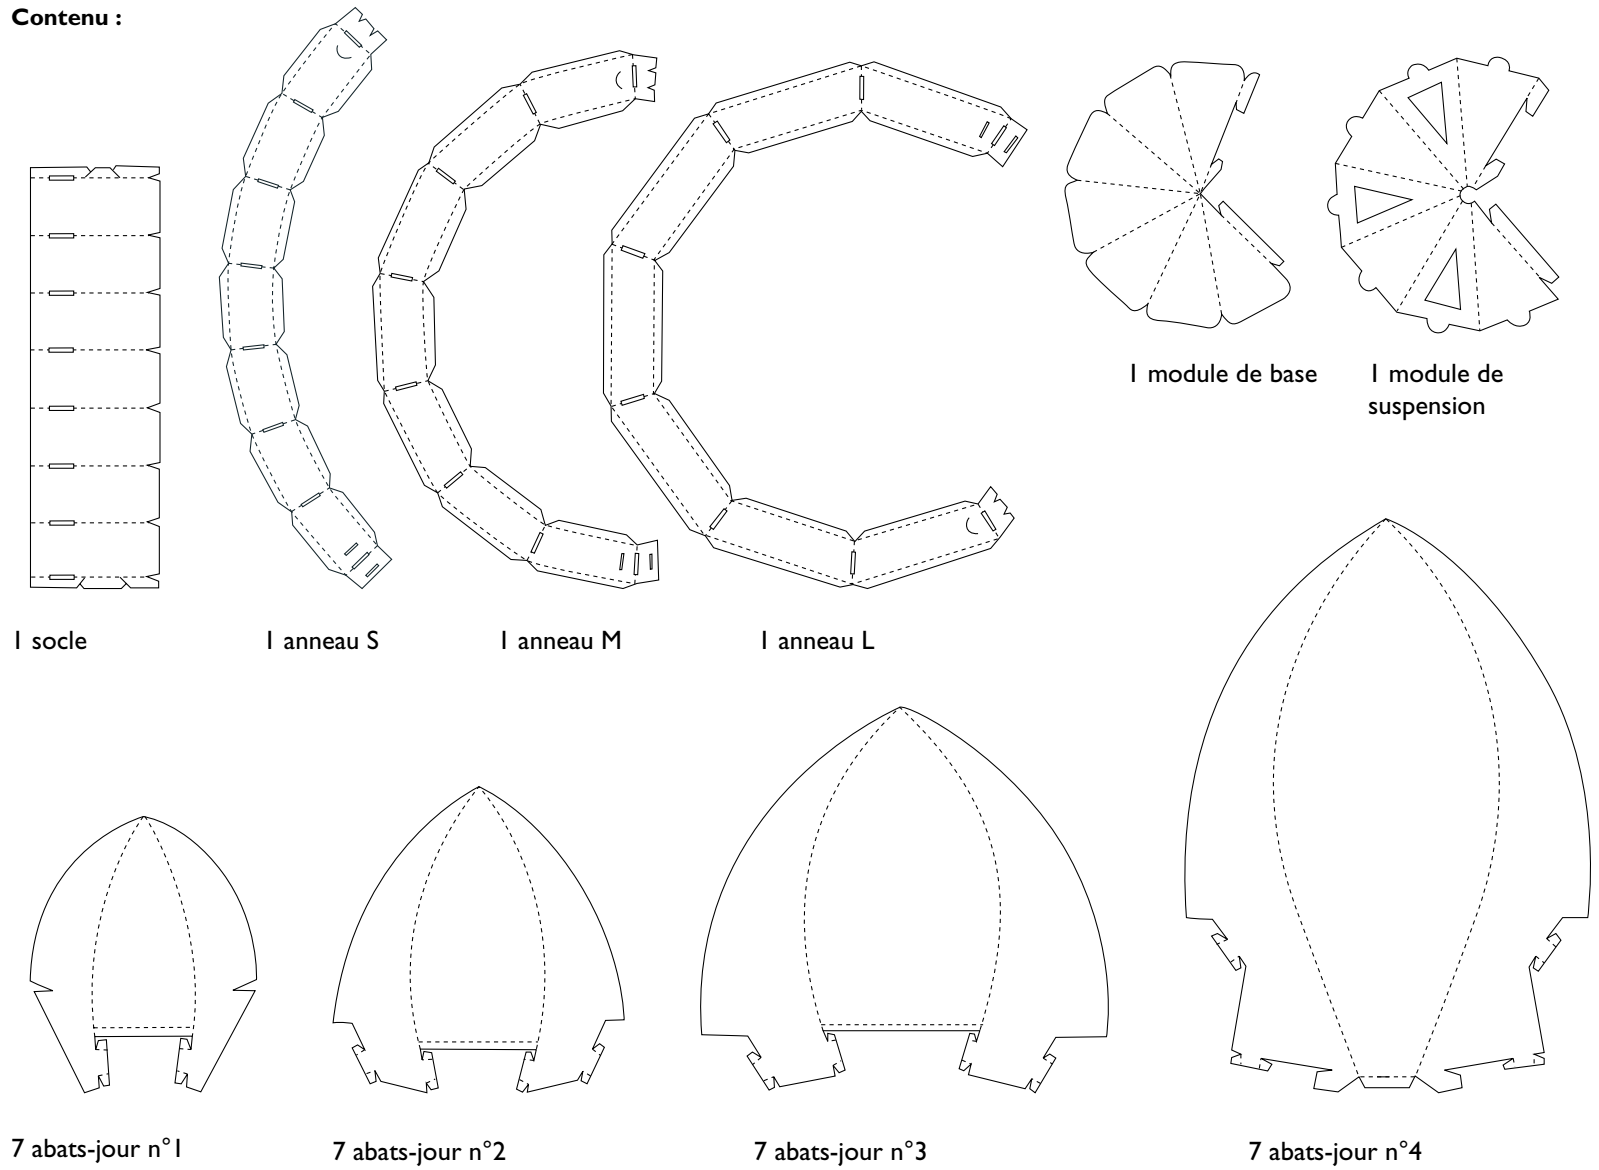 Contenu :
1 module de base
1 module de
suspension
1 socle
1 anneau S
1 anneau M
1 anneau L
7 abats-jour n°1
7 abats-jour n°2
7 abats-jour n°3
7 abats-jour n°4